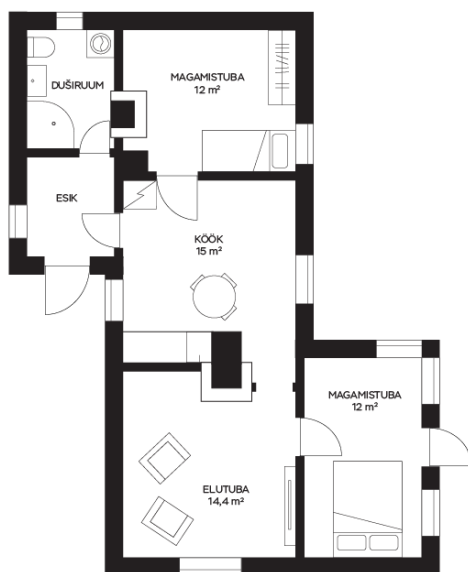 DUŠIRUUM
MAGAMISTUBA
12 m²
ESIK
KÖÖK
15 m²
MAGAMISTUBA
12 m²
ELUTUBA
14,4 m²